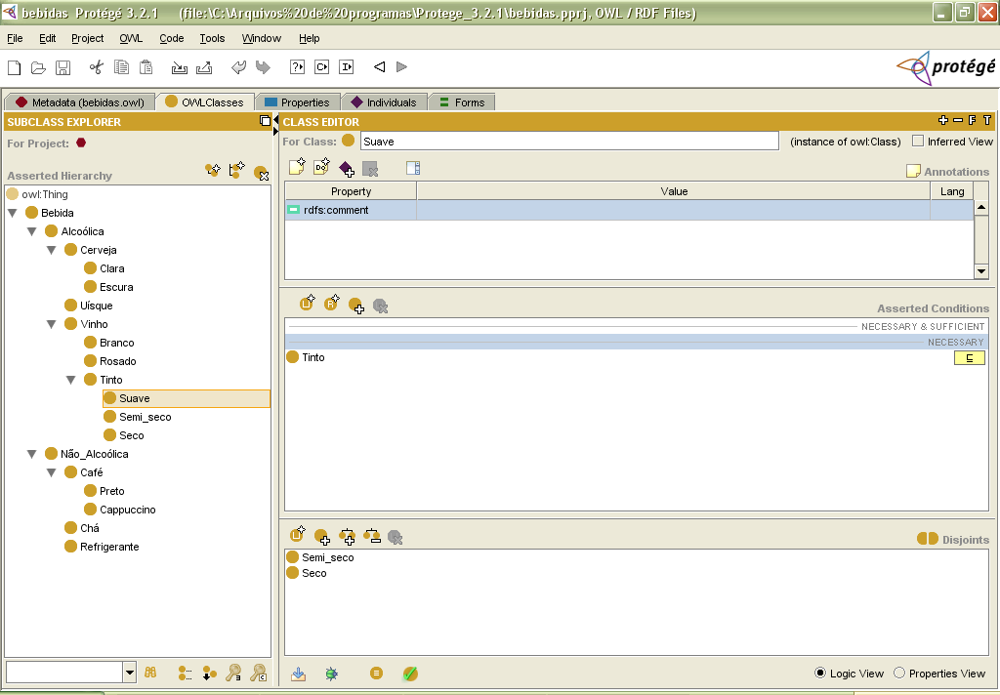 bebidas Protégé 3.2.1 (file:\C:\Arquivos%20de%20programas\Protege_3.2.1\bebidas.pprj, OWL / RDF Files)
File Edit Project OWL Code Tools Window Help
protégé
Metadata (bebidas.owl) OWLClasses Properties Individuals Forms
SUBCLASS EXPLORER
For Project:
Asserted Hierarchy
owl:Thing
Bebida
Alcoólica
Cerveja
Clara
Escura
Uísque
Vinho
Branco
Rosado
Tinto
Suave
Semi_seco
Seco
Não_Alcoólica
Café
Preto
Cappuccino
Chá
Refrigerante
CLASS EDITOR
For Class: Suave (instance of owl:Class) Inferred View
Annotations
Property Value Lang
rdfs:comment
Asserted Conditions
NECESSARY & SUFFICIENT
NECESSARY
Tinto ⊑
Disjoints
Semi_seco
Seco
Logic View Properties View